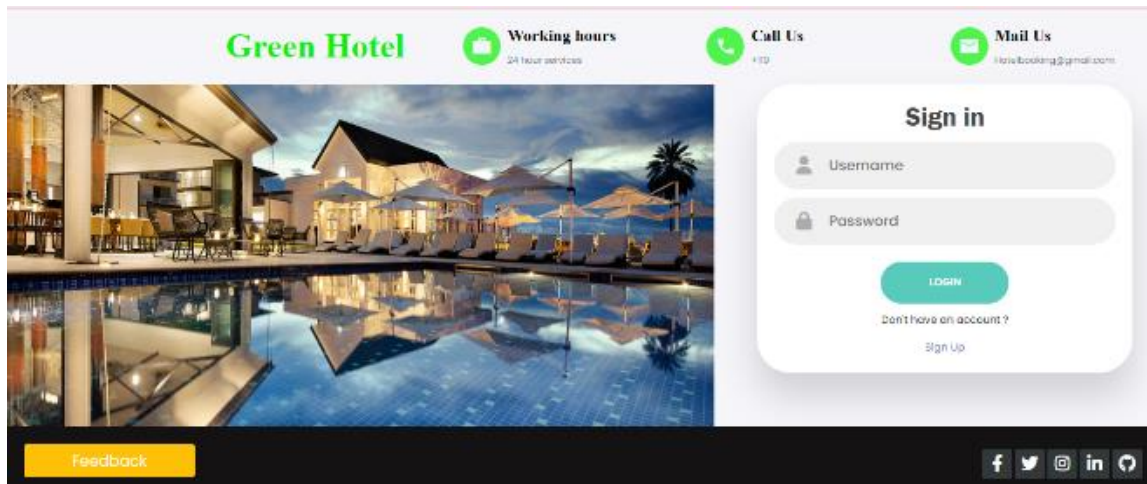 Green Hotel
Working hours
24 hour services
Call Us
Mail Us
Hotelbooking@gmail.com
Sign in
Username
Password
LOGIN
Don't have an account ?
Sign Up
Feedback